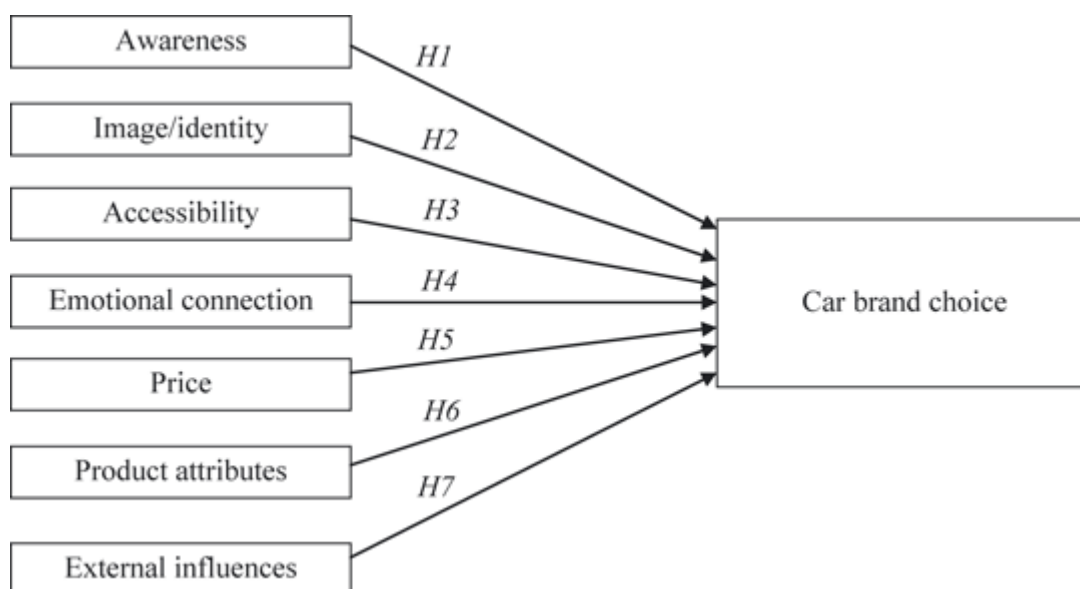 Awareness
H1
Image/identity
H2
Accessibility
H3
Emotional connection
H4
Car brand choice
Price
H5
Product attributes
H6
External influences
H7